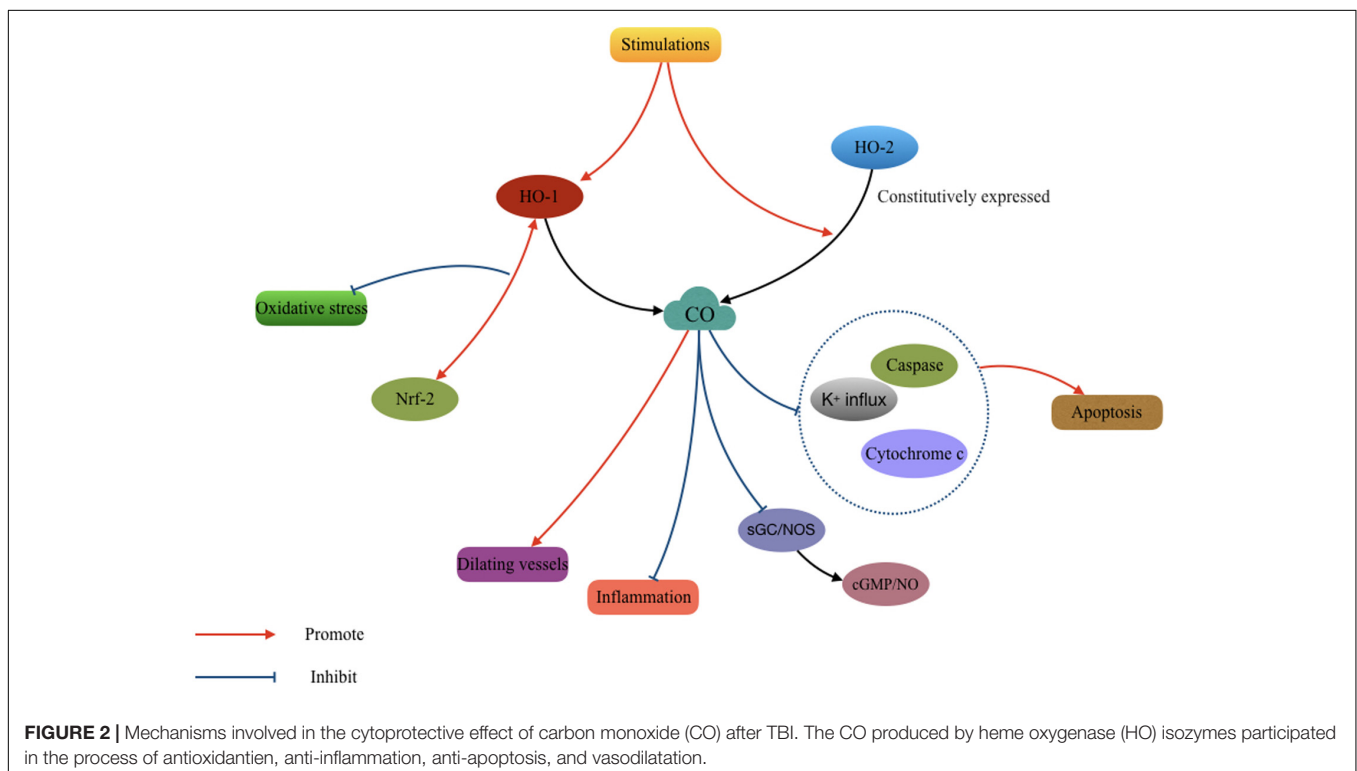 Stimulations
HO-2
HO-1
Constitutively expressed
Oxidative stress
CO
Caspase
Nrf-2
K+ influx
Apoptosis
Cytochrome c
sGC/NOS
Dilating vessels
cGMP/NO
Inflammation
Promote
Inhibit
FIGURE 2 | Mechanisms involved in the cytoprotective effect of carbon monoxide (CO) after TBI. The CO produced by heme oxygenase (HO) isozymes participated
in the process of antioxidantien, anti-inflammation, anti-apoptosis, and vasodilatation.